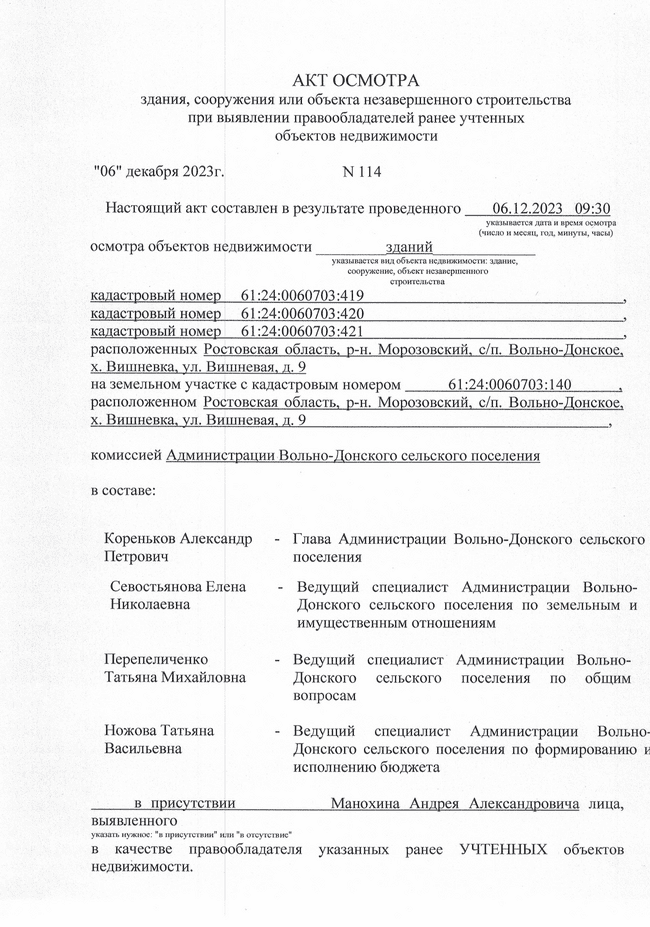 АКТ ОСМОТРА
здания, сооружения или объекта незавершенного строительства
при выявлении правообладателей ранее учтенных
объектов недвижимости
"06" декабря 2023г. N 114
Настоящий акт составлен в результате проведенного 06.12.2023 09:30
указывается дата и время осмотра
(число и месяц, год, минуты, часы)
осмотра объектов недвижимости зданий
указывается вид объекта недвижимости: здание,
сооружение, объект незавершенного
строительства
кадастровый номер 61:24:0060703:419,
кадастровый номер 61:24:0060703:420,
кадастровый номер 61:24:0060703:421,
расположенных Ростовская область, р-н. Морозовский, с/п. Вольно-Донское,
х. Вишневка, ул. Вишневая, д. 9
на земельном участке с кадастровым номером 61:24:0060703:140,
расположенном Ростовская область, р-н. Морозовский, с/п. Вольно-Донское,
х. Вишневка, ул. Вишневая, д. 9,
комиссией Администрации Вольно-Донского сельского поселения
в составе:
Кореньков Александр - Глава Администрации Вольно-Донского сельского
Петрович поселения
Севостьянова Елена - Ведущий специалист Администрации Вольно-
Николаевна Донского сельского поселения по земельным и
имущественным отношениям
Перепеличенко - Ведущий специалист Администрации Вольно-
Татьяна Михайловна Донского сельского поселения по общим
вопросам
Ножова Татьяна - Ведущий специалист Администрации Вольно-
Васильевна Донского сельского поселения по формированию и
исполнению бюджета
в присутствии Манохина Андрея Александровича лица,
выявленного
указать нужное: "в присутствии" или "в отсутствие"
в качестве правообладателя указанных ранее УЧТЕННЫХ объектов
недвижимости.